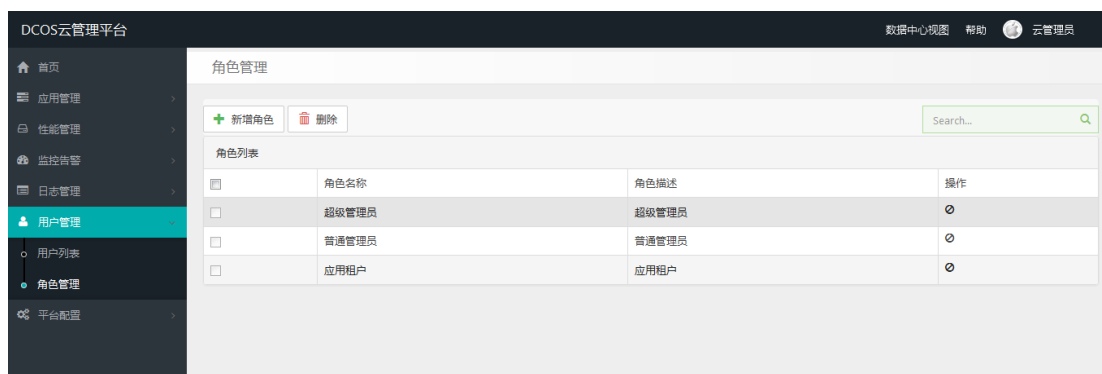 DCOS云管理平台
数据中心视图 帮助 云管理员
首页
应用管理
性能管理
监控告警
日志管理
用户管理
用户列表
角色管理
平台配置
角色管理
新增角色 删除 Search...
角色列表
角色名称 角色描述 操作
超级管理员 超级管理员
普通管理员 普通管理员
应用租户 应用租户